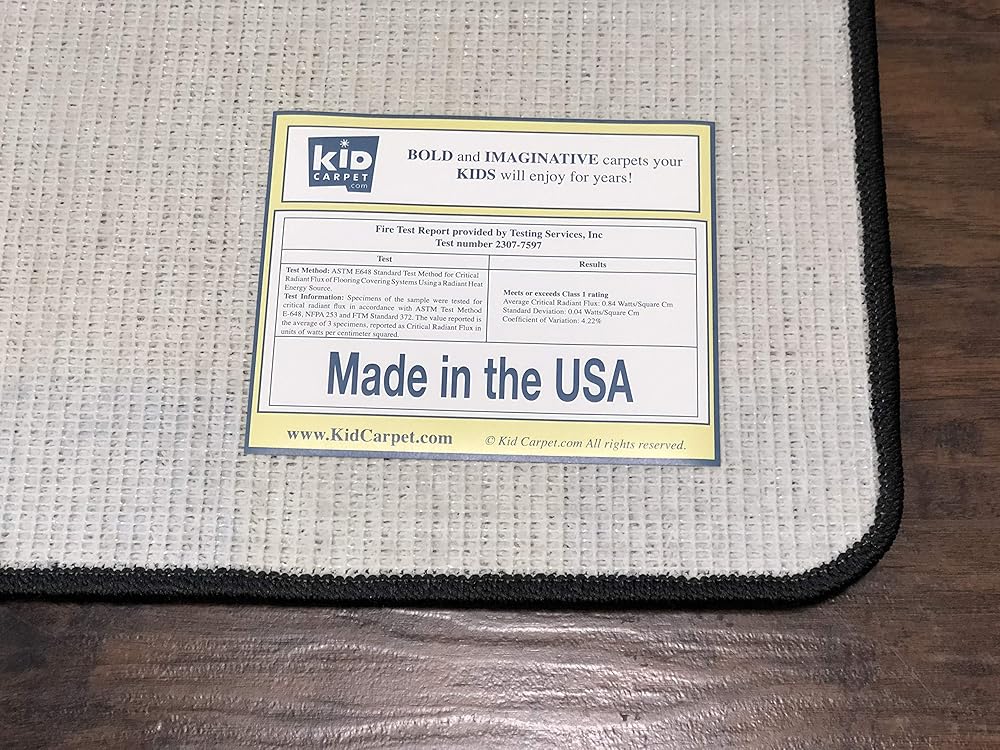 KID
CARPET
.com
BOLD and IMAGINATIVE carpets your
KIDS will enjoy for years!
Fire Test Report provided by Testing Services, Inc
Test number 2307-7597
Test
Results
Test Method: ASTM E648 Standard Test Method for Critical
Radiant Flux of Flooring Covering Systems Using a Radiant Heat
Energy Source.
Test Information: Specimens of the sample were tested for
critical radiant flux in accordance with ASTM Test Method
E-648, NFPA 253 and FTM Standard 372. The value reported is
the average of 3 specimens, reported as Critical Radiant Flux in
units of watts per centimeter squared.
Meets or exceeds Class 1 rating
Average Critical Radiant Flux: 0.84 Watts/Square Cm
Standard Deviation: 0.04 Watts/Square Cm
Coefficient of Variation: 4.22%
Made in the USA
www.KidCarpet.com
© Kid Carpet.com All rights reserved.